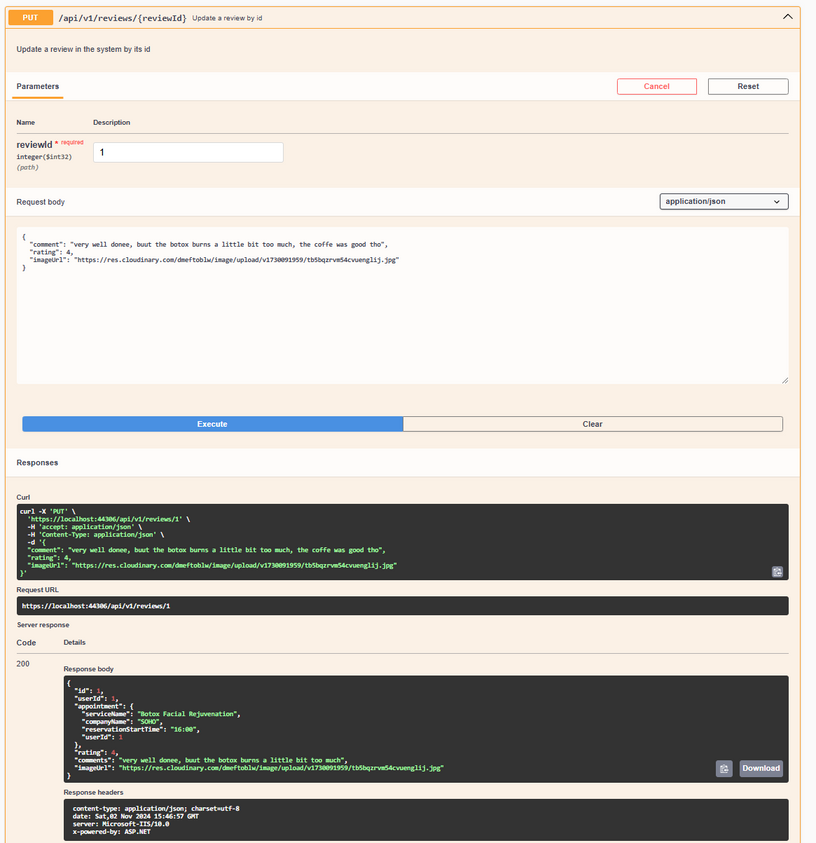 PUT /api/v1/reviews/{reviewId} Update a review by id
Update a review in the system by its id
Parameters
Cancel
Reset
Name Description
reviewId * required
integer($int32)
(path)
1
Request body
application/json
{
"comment": "very well donee, buut the botox burns a little bit too much, the coffe was good tho",
"rating": 4,
"imageUrl": "https://res.cloudinary.com/dmeftoblw/image/upload/v1730091959/tb5bqzrvm54cvuenglij.jpg"
}
Execute
Clear
Responses
Curl
curl -X 'PUT' \
'https://localhost:44306/api/v1/reviews/1' \
-H 'accept: application/json' \
-H 'Content-Type: application/json' \
-d '{
"comment": "very well donee, buut the botox burns a little bit too much, the coffe was good tho",
"rating": 4,
"imageUrl": "https://res.cloudinary.com/dmeftoblw/image/upload/v1730091959/tb5bqzrvm54cvuenglij.jpg"
}'
Request URL
https://localhost:44306/api/v1/reviews/1
Server response
Code Details
200
Response body
{
"id": 1,
"userId": 1,
"appointment": {
"serviceName": "Botox Facial Rejuvenation",
"companyName": "SOHO",
"reservationStartTime": "16:00",
"userId": 1
},
"rating": 4,
"comments": "very well donee, buut the botox burns a little bit too much",
"imageUrl": "https://res.cloudinary.com/dmeftoblw/image/upload/v1730091959/tb5bqzrvm54cvuenglij.jpg"
}
Download
Response headers
content-type: application/json; charset=utf-8
date: Sat,02 Nov 2024 15:46:57 GMT
server: Microsoft-IIS/10.0
x-powered-by: ASP.NET